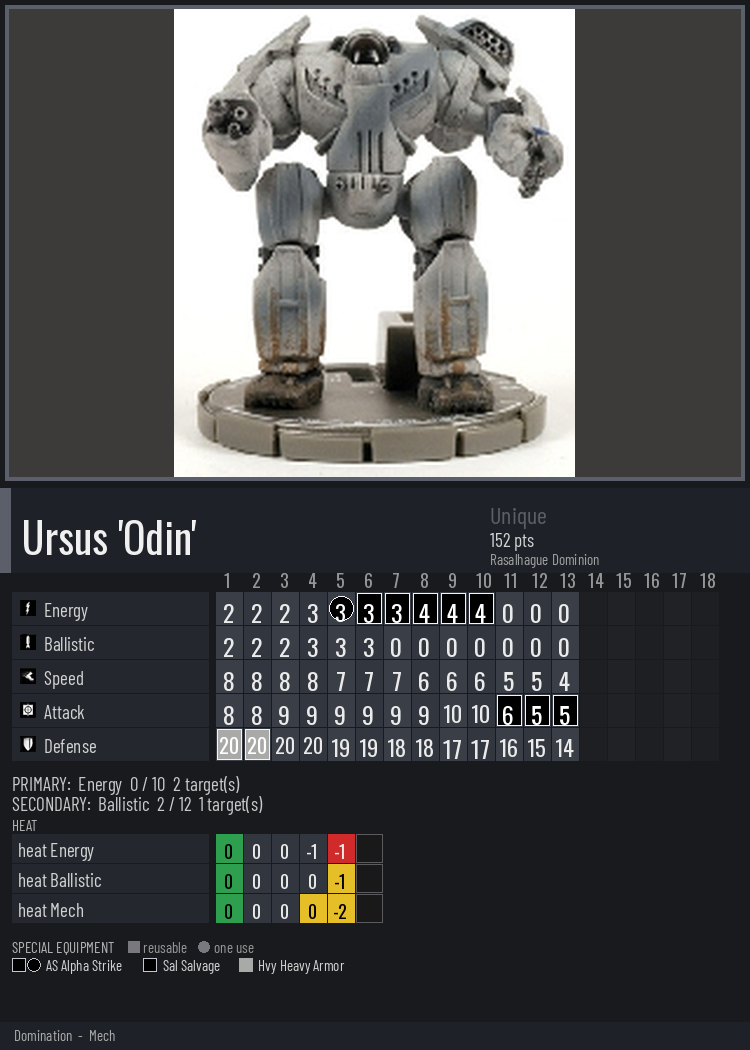 Ursus 'Odin'
Unique
152 pts
Rasalhague Dominion
1 2 3 4 5 6 7 8 9 10 11 12 13 14 15 16 17 18
Energy 2 2 2 3 3 3 3 4 4 4 0 0 0
Ballistic 2 2 2 3 3 3 0 0 0 0 0 0 0
Speed 8 8 8 8 7 7 7 6 6 6 5 5 4
Attack 8 8 9 9 9 9 9 9 10 10 6 5 5
Defense 20 20 20 20 19 19 18 18 17 17 16 15 14
PRIMARY: Energy 0 / 10 2 target(s)
SECONDARY: Ballistic 2 / 12 1 target(s)
HEAT
heat Energy 0 0 0 -1 -1
heat Ballistic 0 0 0 0 -1
heat Mech 0 0 0 0 -2
SPECIAL EQUIPMENT reusable one use
AS Alpha Strike Sal Salvage Hvy Heavy Armor
Domination - Mech